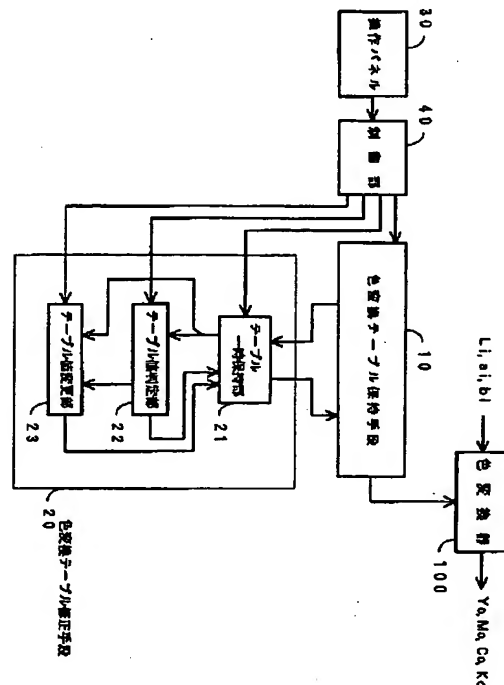 30
操作パネル
40
制御部
10
色変換テーブル保持手段
Li, ai, bi
色変換部
100
Yo, Mo, Co, Ko
テーブル
一時保持部
21
テーブル値判定部
22
テーブル値変更部
23
20
色変換テーブル修正手段